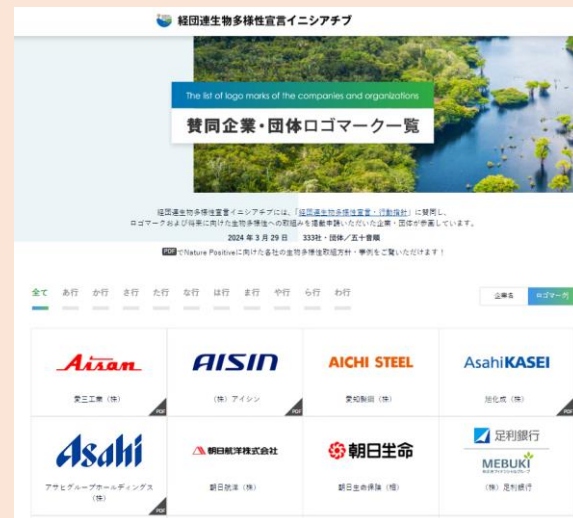 経団連生物多様性宣言イニシアチブ
The list of logo marks of the companies and organizations
賛同企業・団体ロゴマーク一覧
経団連生物多様性宣言イニシアチブには、「経団連生物多様性宣言・行動指針」に賛同し、
ロゴマークおよび将来に向けた生物多様性への取組みを掲載申請いただいた企業・団体が参画しています。
2024 年 3 月 29 日 333社・団体／五十音順
PDF でNature Positiveに向けた各社の生物多様性取組方針・事例をご覧いただけます！
全て あ行 か行 さ行 た行 な行 は行 ま行 や行 ら行 わ行 企業名 ロゴマーク
Aisan AISIN AICHI STEEL AsahiKASEI
愛三工業（株） （株）アイシン 愛知製鋼（株） 旭化成（株）
PDF PDF PDF
Asahi 朝日航洋株式会社 朝日生命 足利銀行
MEBUKI
アサヒグループホールディングス
（株） 朝日航洋（株） 朝日生命保険（相） （株）足利銀行
PDF